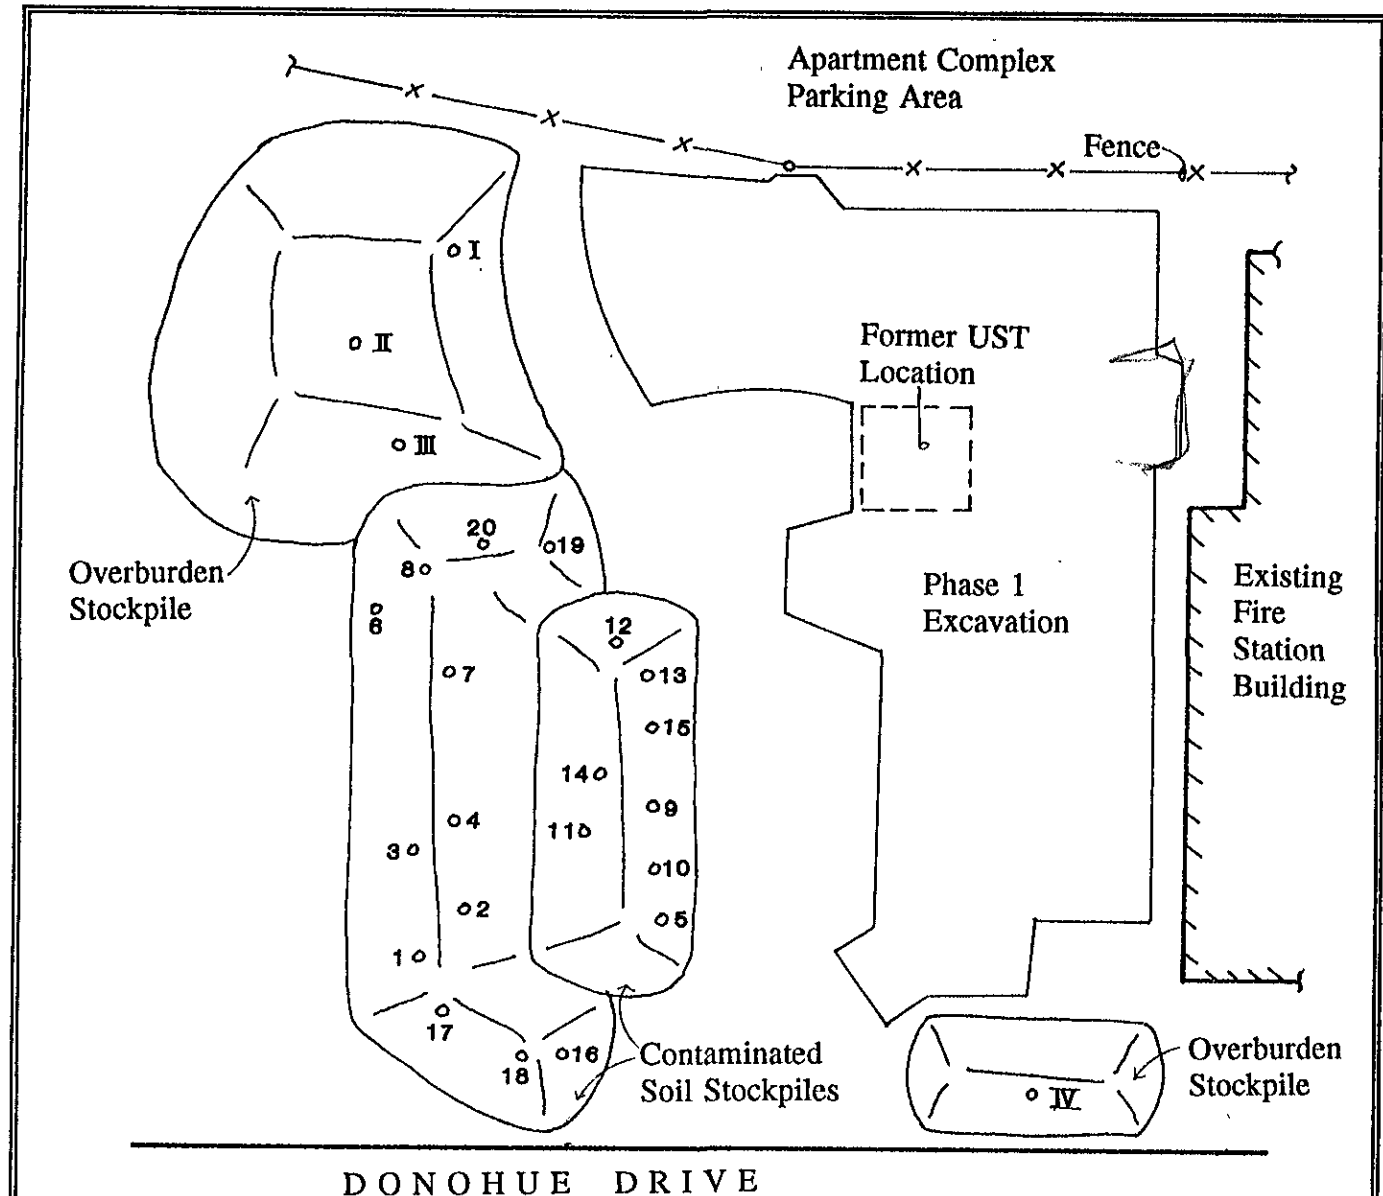 Apartment Complex
Parking Area
Fence
I
II
III
Former UST
Location
Overburden
Stockpile
20
19
8
6
7
12
13
15
14
9
11
4
3
10
2
5
1
17
18
16
Phase 1
Excavation
Existing
Fire
Station
Building
Contaminated
Soil Stockpiles
IV
Overburden
Stockpile
DONOHUE DRIVE